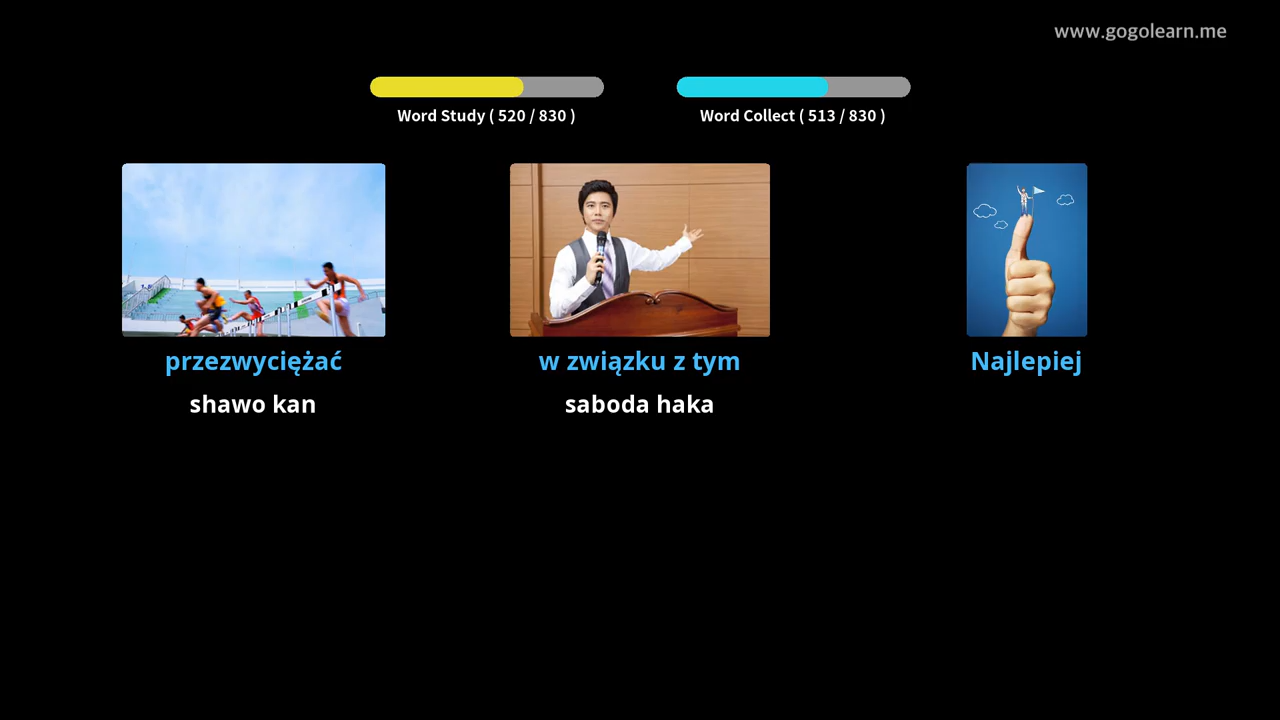 www.gogolearn.me
Word Study ( 520 / 830 )
Word Collect ( 513 / 830 )
przezwyciężać
shawo kan
w związku z tym
saboda haka
Najlepiej